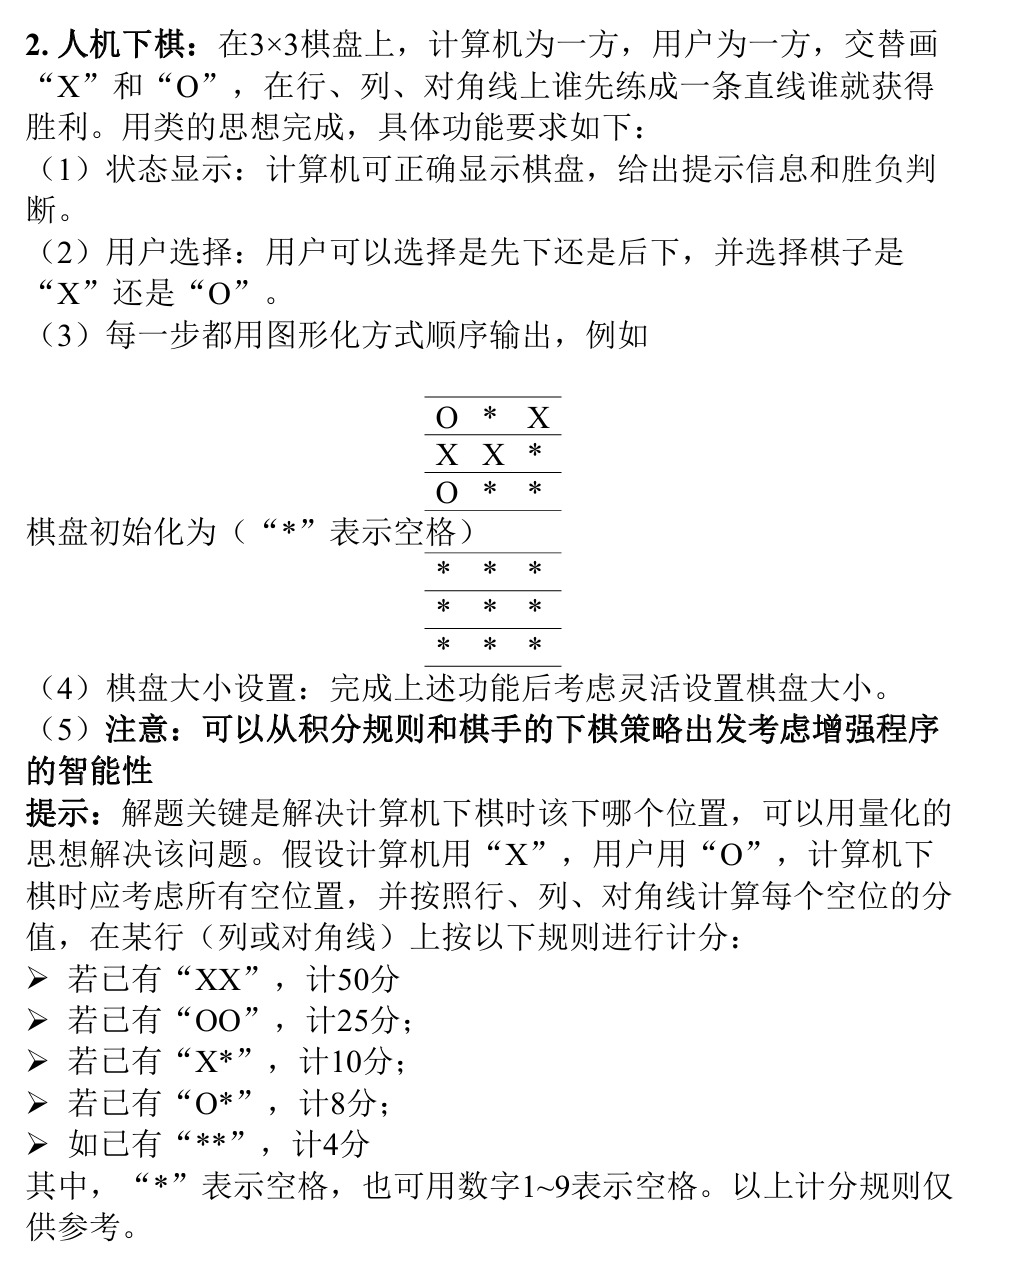 2. 人机下棋：在3×3棋盘上，计算机为一方，用户为一方，交替画
“X”和“O”，在行、列、对角线上谁先练成一条直线谁就获得
胜利。用类的思想完成，具体功能要求如下：
（1）状态显示：计算机可正确显示棋盘，给出提示信息和胜负判
断。
（2）用户选择：用户可以选择是先下还是后下，并选择棋子是
“X”还是“O”。
（3）每一步都用图形化方式顺序输出，例如
O * X
X X *
O * *
棋盘初始化为（“*”表示空格）
* * *
* * *
* * *
（4）棋盘大小设置：完成上述功能后考虑灵活设置棋盘大小。
（5）注意：可以从积分规则和棋手的下棋策略出发考虑增强程序
的智能性
提示：解题关键是解决计算机下棋时该下哪个位置，可以用量化的
思想解决该问题。假设计算机用“X”，用户用“O”，计算机下
棋时应考虑所有空位置，并按照行、列、对角线计算每个空位的分
值，在某行（列或对角线）上按以下规则进行计分：
➢ 若已有“XX”，计50分
➢ 若已有“OO”，计25分；
➢ 若已有“X*”，计10分；
➢ 若已有“O*”，计8分；
➢ 如已有“**”，计4分
其中，“*”表示空格，也可用数字1~9表示空格。以上计分规则仅
供参考。